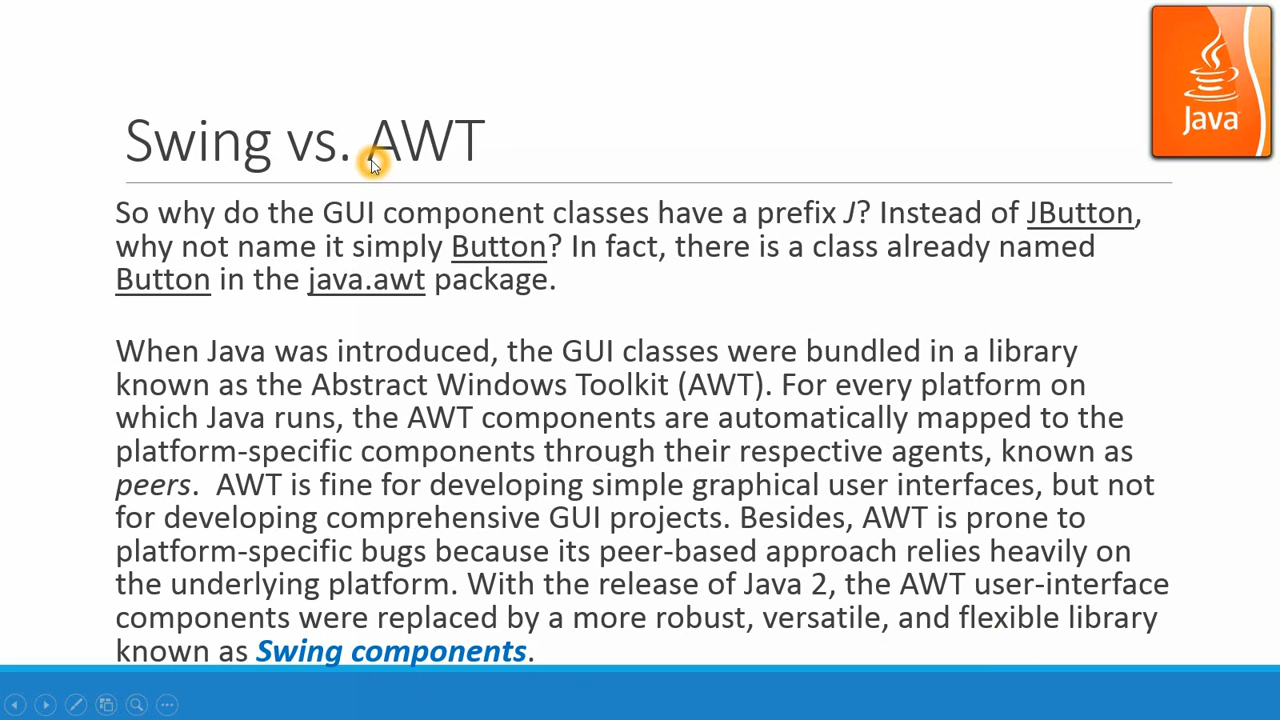 Java
Swing vs. AWT
So why do the GUI component classes have a prefix J? Instead of JButton,
why not name it simply Button? In fact, there is a class already named
Button in the java.awt package.
When Java was introduced, the GUI classes were bundled in a library
known as the Abstract Windows Toolkit (AWT). For every platform on
which Java runs, the AWT components are automatically mapped to the
platform-specific components through their respective agents, known as
peers.  AWT is fine for developing simple graphical user interfaces, but not
for developing comprehensive GUI projects. Besides, AWT is prone to
platform-specific bugs because its peer-based approach relies heavily on
the underlying platform. With the release of Java 2, the AWT user-interface
components were replaced by a more robust, versatile, and flexible library
known as Swing components.